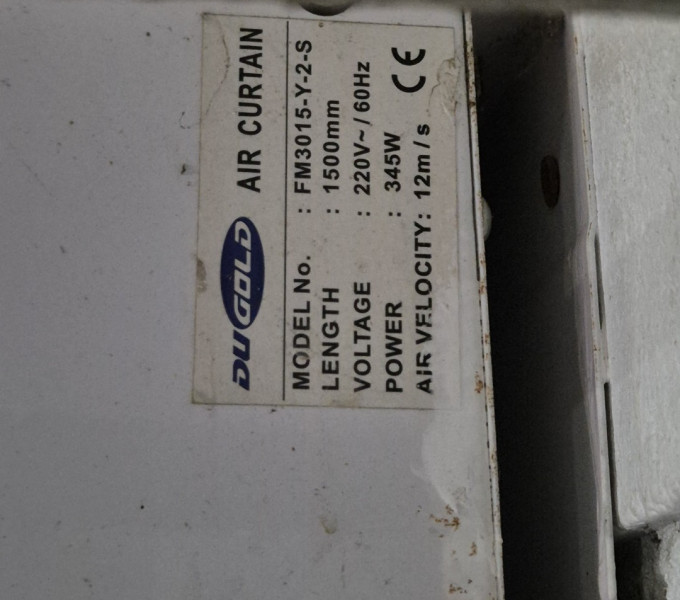 DUGOLD AIR CURTAIN
MODEL No. : FM3015-Y-2-S
LENGTH : 1500mm
VOLTAGE : 220V~/60Hz
POWER : 345W
AIR VELOCITY: 12m/s
CE